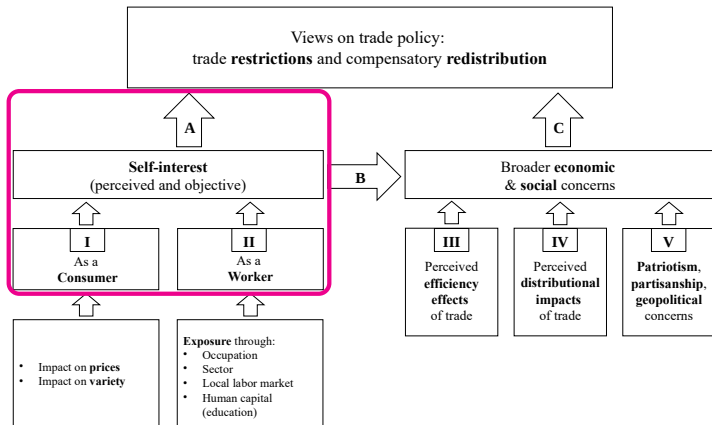 Views on trade policy:
trade restrictions and compensatory redistribution
A
C
Self-interest
(perceived and objective)
B
Broader economic
& social concerns
I
As a
Consumer
II
As a
Worker
III
Perceived
efficiency
effects
of trade
IV
Perceived
distributional
impacts
of trade
V
Patriotism,
partisanship,
geopolitical
concerns
• Impact on prices
• Impact on variety
Exposure through:
• Occupation
• Sector
• Local labor market
• Human capital
(education)